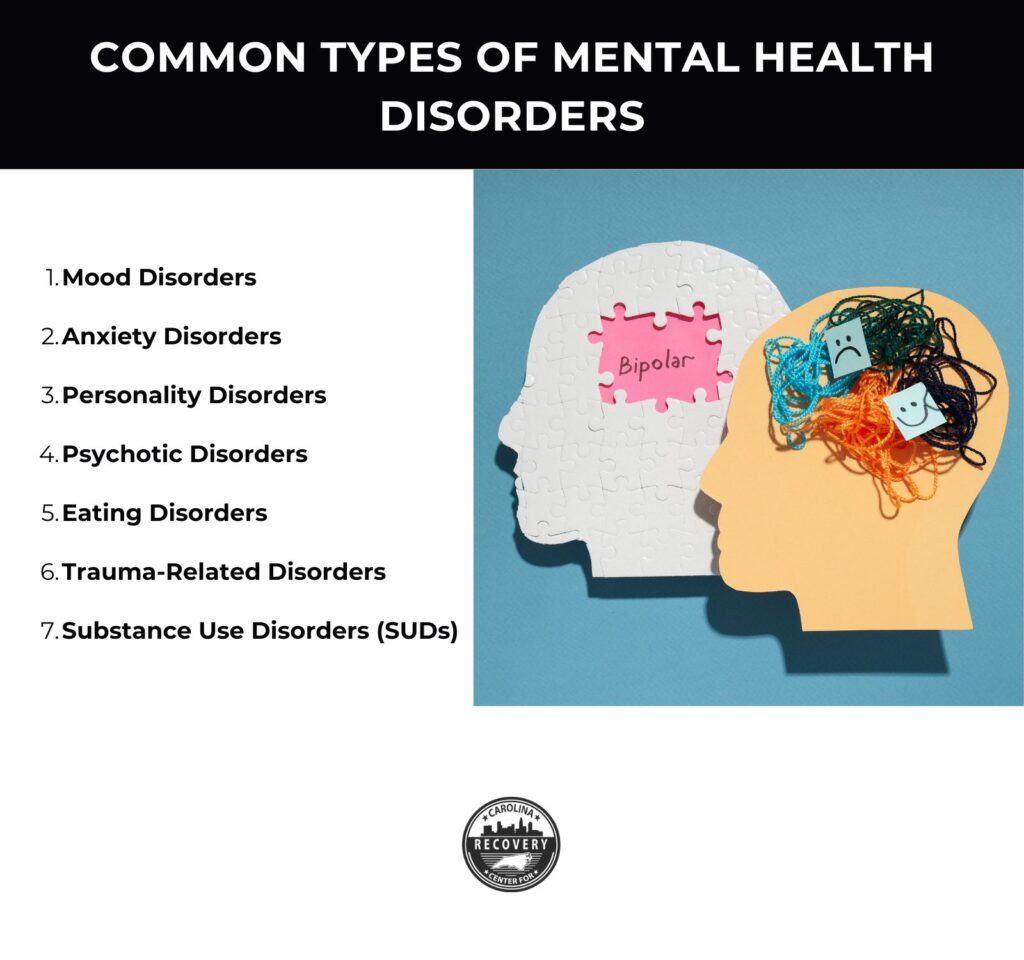 COMMON TYPES OF MENTAL HEALTH
DISORDERS
1. Mood Disorders
2. Anxiety Disorders
3. Personality Disorders
4. Psychotic Disorders
5. Eating Disorders
6. Trauma-Related Disorders
7. Substance Use Disorders (SUDs)
Bipolar
CAROLINA
RECOVERY
CENTER FOR